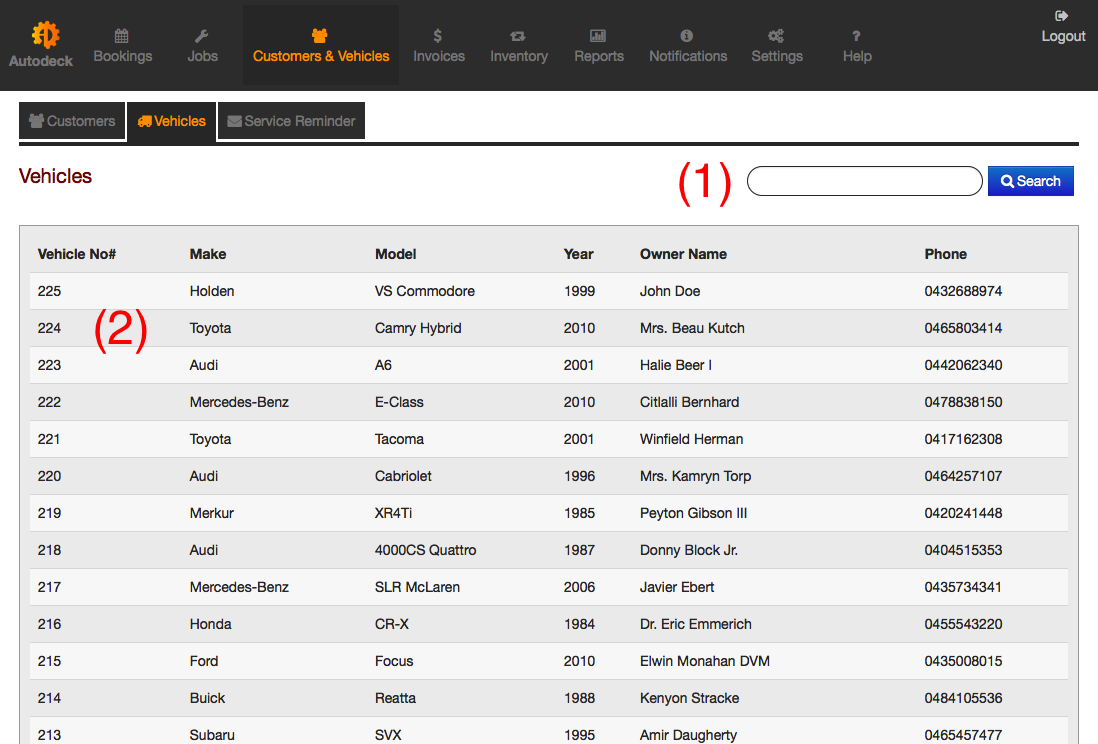 Autodeck Bookings Jobs Customers & Vehicles Invoices Inventory Reports Notifications Settings Help Logout
Customers Vehicles Service Reminder
Vehicles (1) Search
Vehicle No# Make Model Year Owner Name Phone
225 Holden VS Commodore 1999 John Doe 0432688974
224 (2) Toyota Camry Hybrid 2010 Mrs. Beau Kutch 0465803414
223 Audi A6 2001 Halie Beer I 0442062340
222 Mercedes-Benz E-Class 2010 Citlalli Bernhard 0478838150
221 Toyota Tacoma 2001 Winfield Herman 0417162308
220 Audi Cabriolet 1996 Mrs. Kamryn Torp 0464257107
219 Merkur XR4Ti 1985 Peyton Gibson III 0420241448
218 Audi 4000CS Quattro 1987 Donny Block Jr. 0404515353
217 Mercedes-Benz SLR McLaren 2006 Javier Ebert 0435734341
216 Honda CR-X 1984 Dr. Eric Emmerich 0455543220
215 Ford Focus 2010 Elwin Monahan DVM 0435008015
214 Buick Reatta 1988 Kenyon Stracke 0484105536
213 Subaru SVX 1995 Amir Daugherty 0465457477